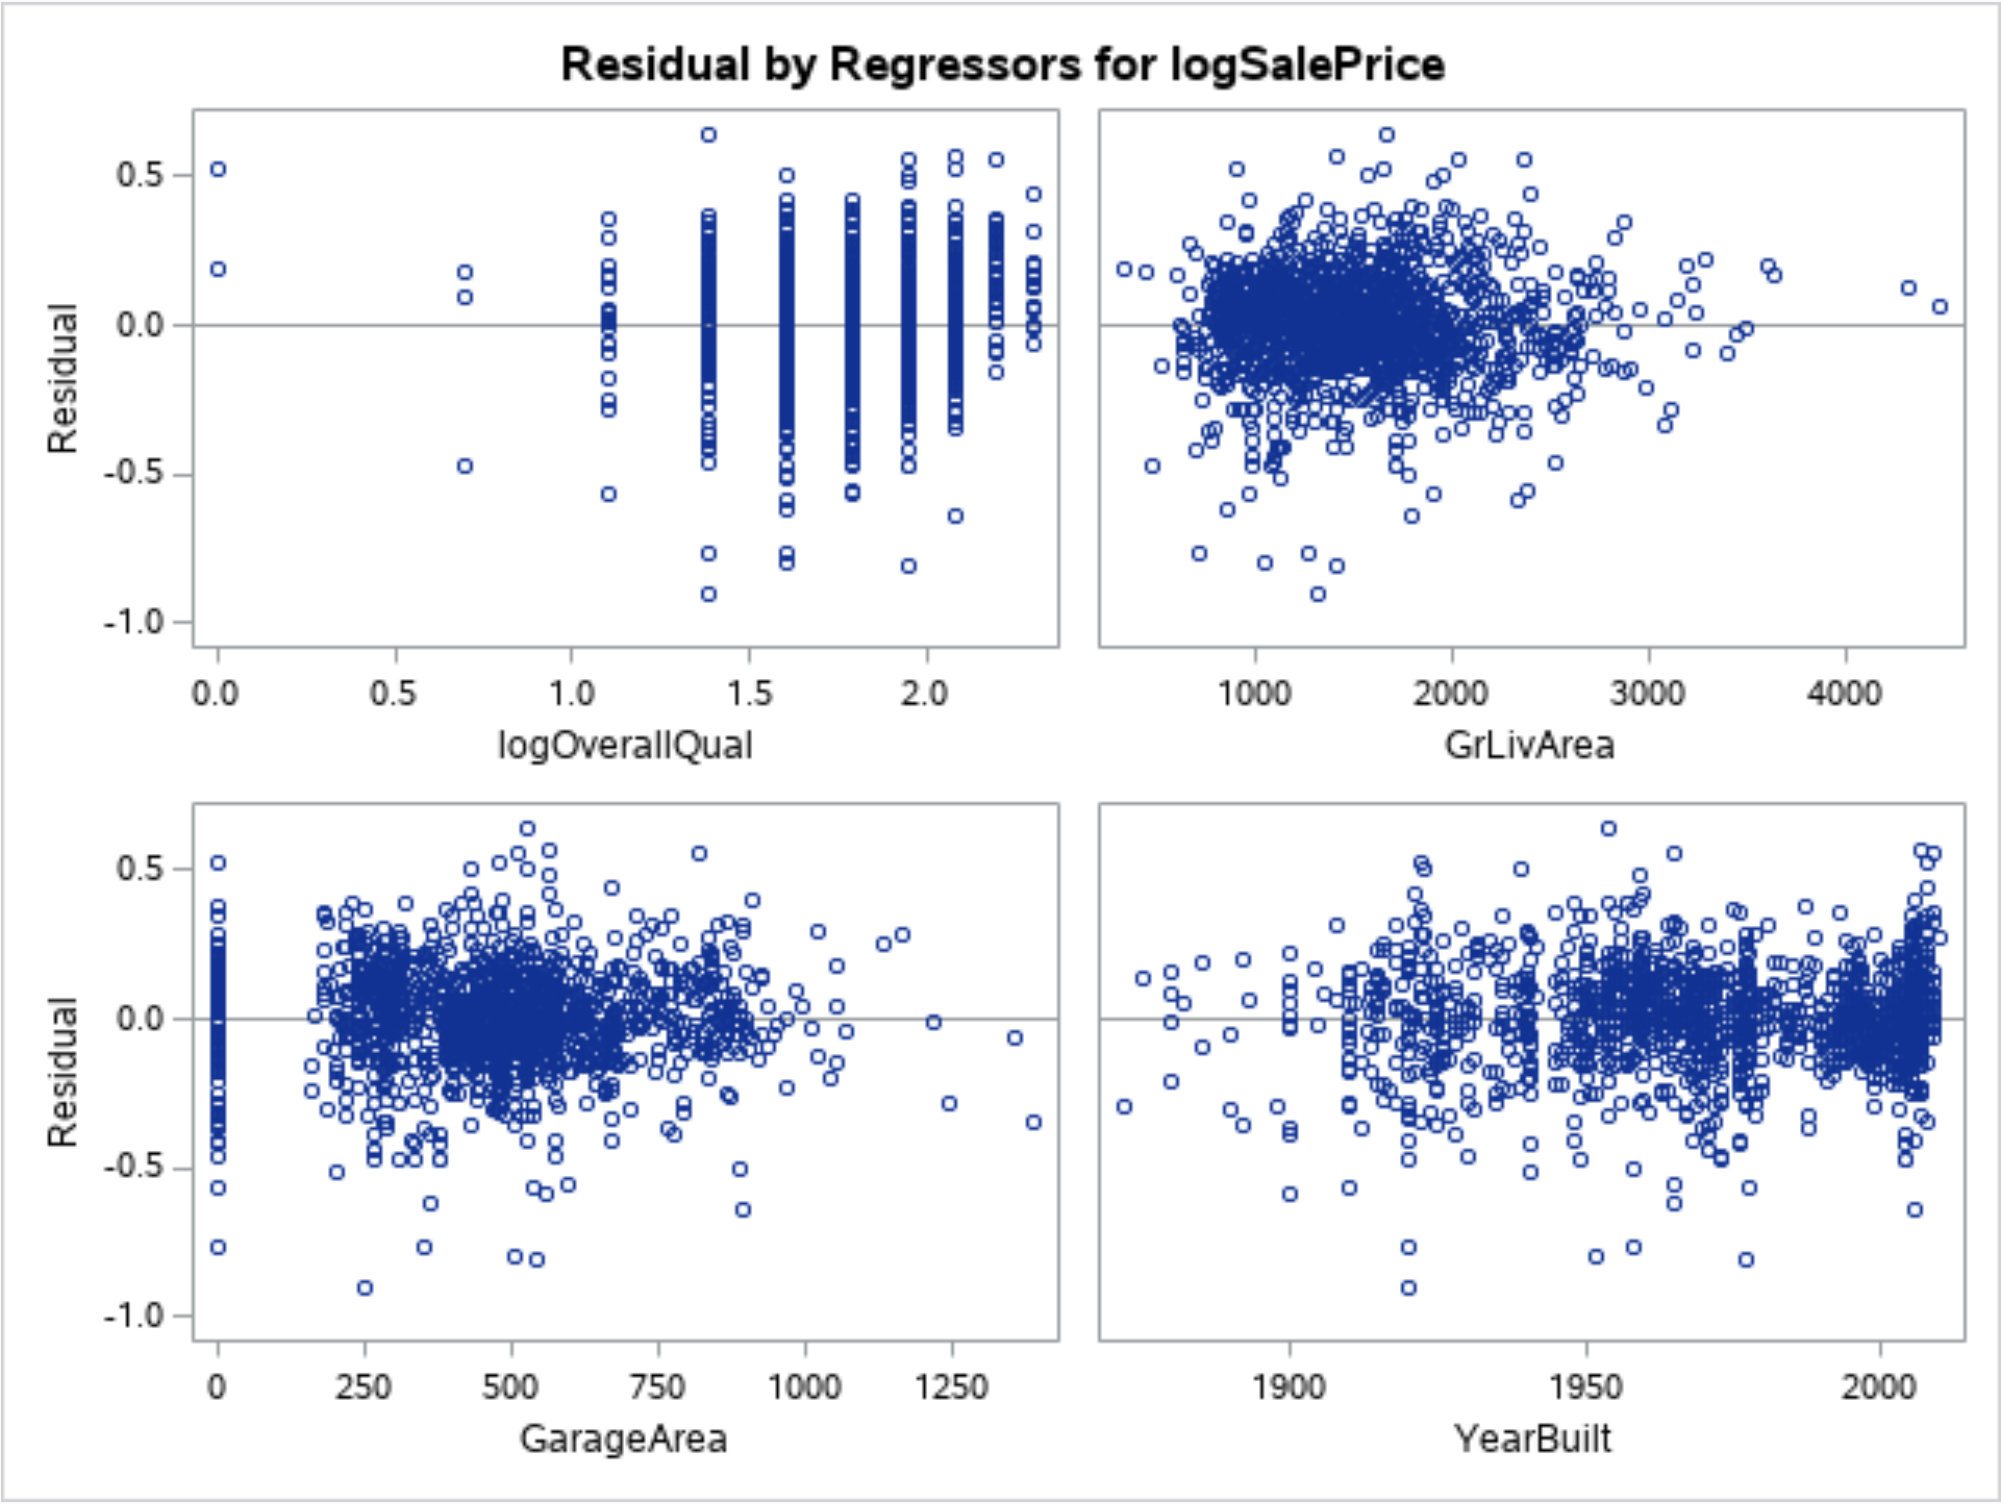 Residual by Regressors for logSalePrice
Residual
0.5
0.0
-0.5
-1.0
0.0 0.5 1.0 1.5 2.0
logOverallQual
1000 2000 3000 4000
GrLivArea
Residual
0.5
0.0
-0.5
-1.0
0 250 500 750 1000 1250
GarageArea
1900 1950 2000
YearBuilt